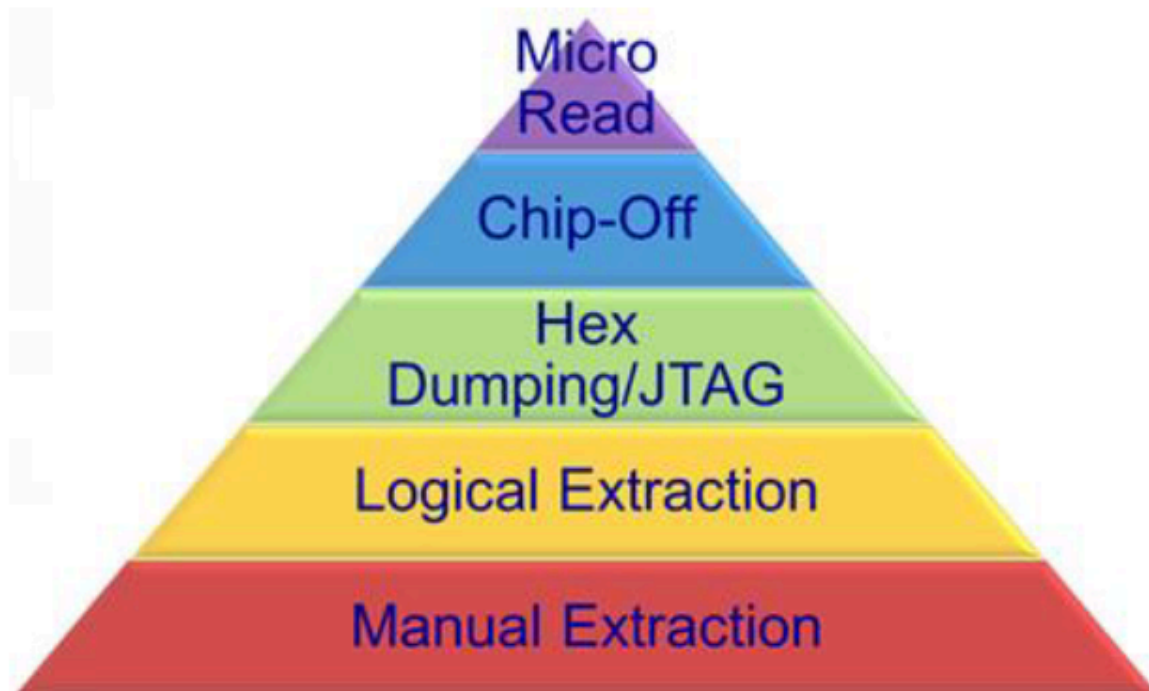 Micro
Read
Chip-Off
Hex
Dumping/JTAG
Logical Extraction
Manual Extraction